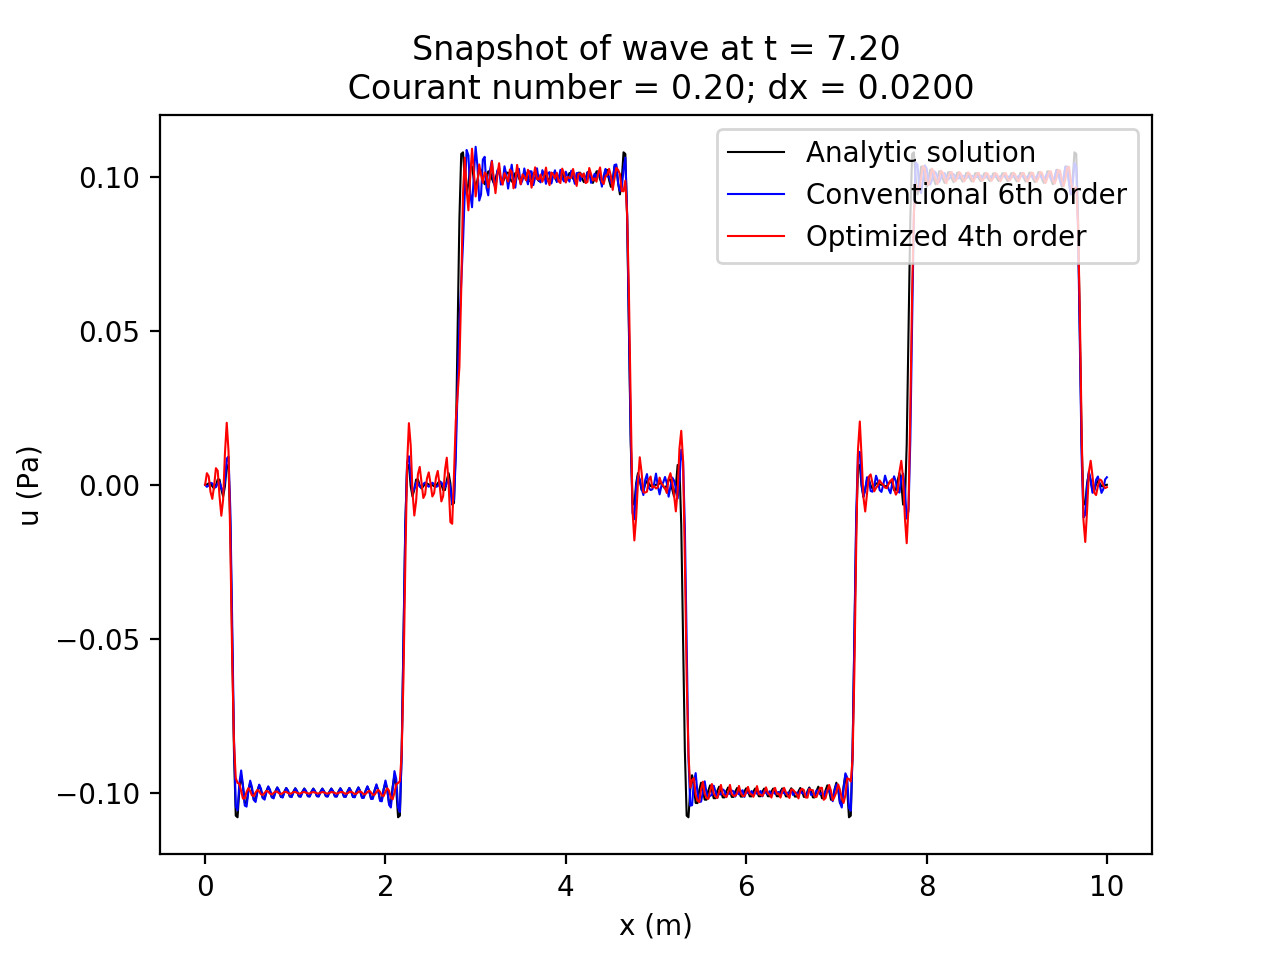 Snapshot of wave at t = 7.20
Courant number = 0.20; dx = 0.0200
Analytic solution
Conventional 6th order
Optimized 4th order
0.10
0.05
0.00
−0.05
−0.10
u (Pa)
0 2 4 6 8 10
x (m)